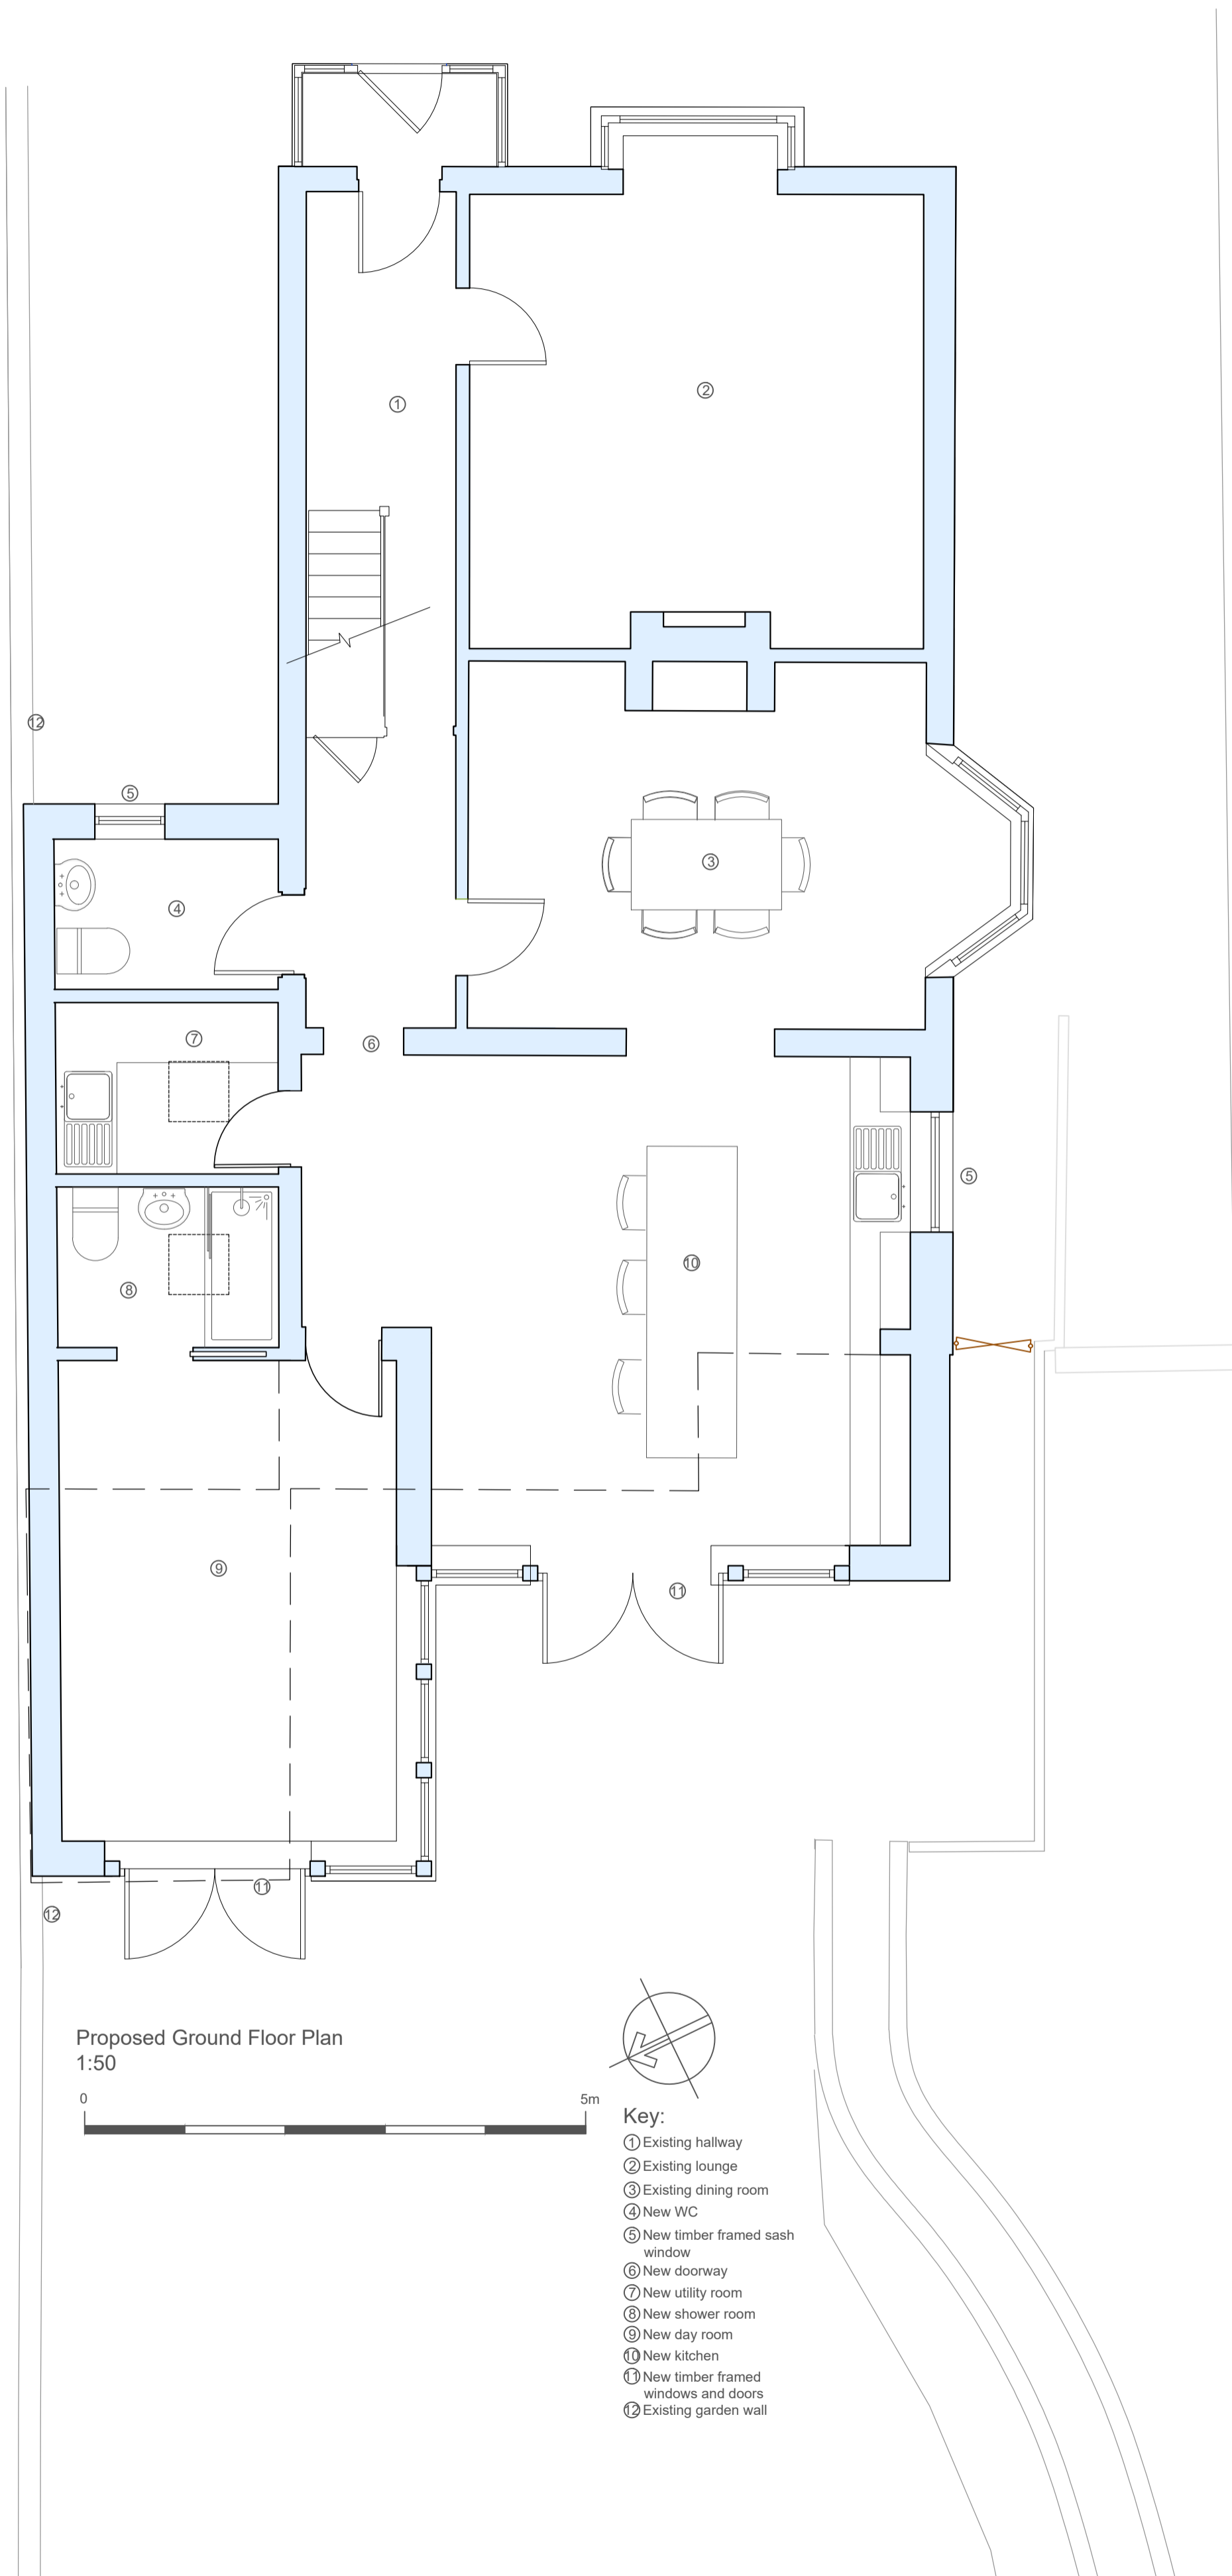 1
2
12
5
3
4
7
6
5
10
8
9
11
11
12
Proposed Ground Floor Plan
1:50
0 5m
Key:
1 Existing hallway
2 Existing lounge
3 Existing dining room
4 New WC
5 New timber framed sash
window
6 New doorway
7 New utility room
8 New shower room
9 New day room
10 New kitchen
11 New timber framed
windows and doors
12 Existing garden wall